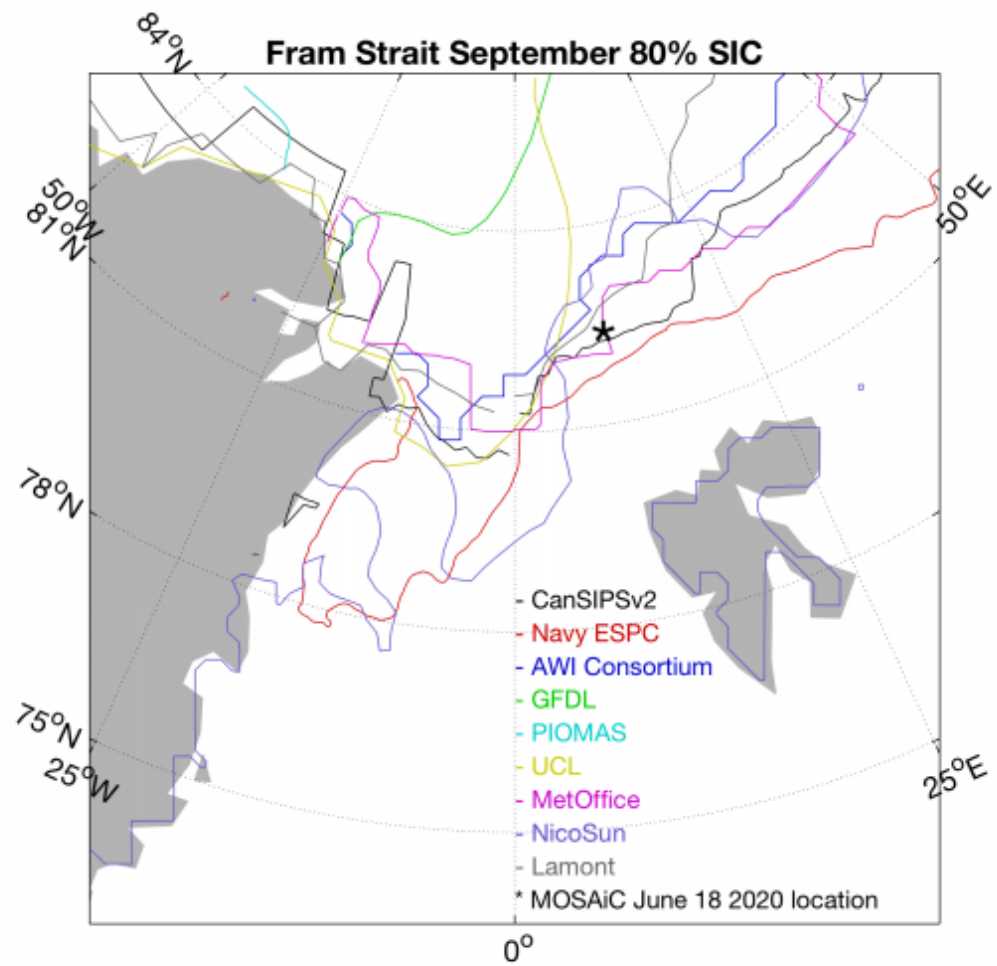 84°N
Fram Strait September 80% SIC
50°W
81°N
50°E
78°N
- CanSIPSv2
- Navy ESPC
- AWI Consortium
- GFDL
- PIOMAS
- UCL
- MetOffice
- NicoSun
- Lamont
* MOSAiC June 18 2020 location
75°N
25°W
25°E
0°